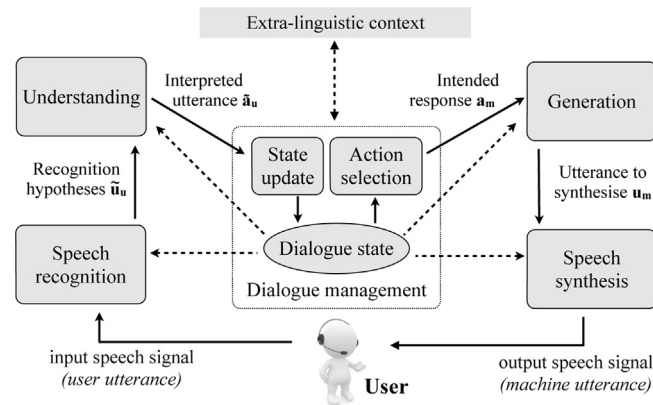 Extra-linguistic context
Understanding
Interpreted
utterance ãᵤ
Intended
response aₘ
Generation
State
update
Action
selection
Recognition
hypotheses ũᵤ
Utterance to
synthesise uₘ
Speech
recognition
Dialogue state
Speech
synthesis
Dialogue management
input speech signal
(user utterance)
User
output speech signal
(machine utterance)